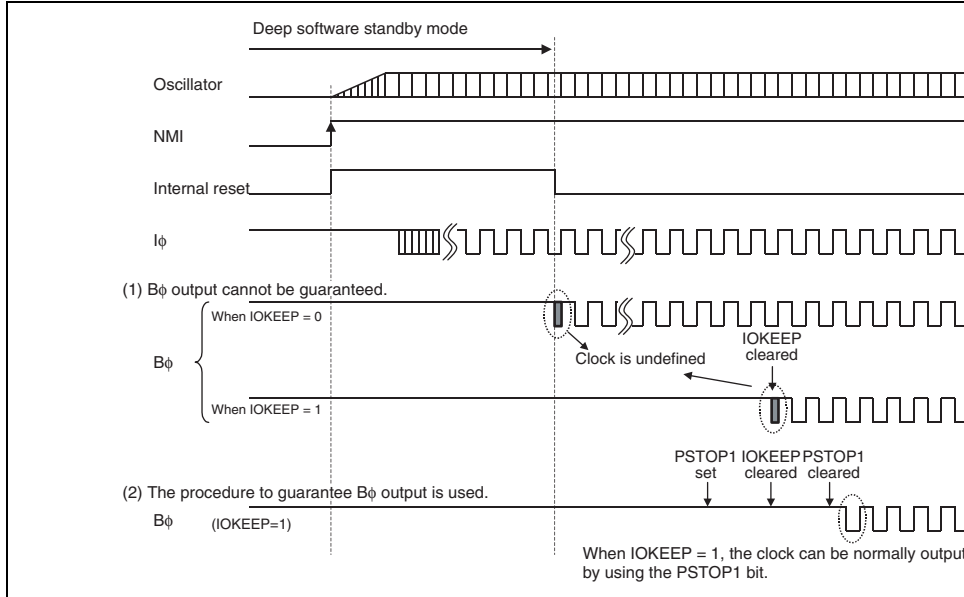 Deep software standby mode
Oscillator
NMI
Internal reset
Iϕ
(1) Bϕ output cannot be guaranteed.
When IOKEEP = 0
Bϕ
Clock is undefined
IOKEEP
cleared
When IOKEEP = 1
PSTOP1
set
IOKEEP
cleared
PSTOP1
cleared
(2) The procedure to guarantee Bϕ output is used.
Bϕ
(IOKEEP=1)
When IOKEEP = 1, the clock can be normally output
by using the PSTOP1 bit.